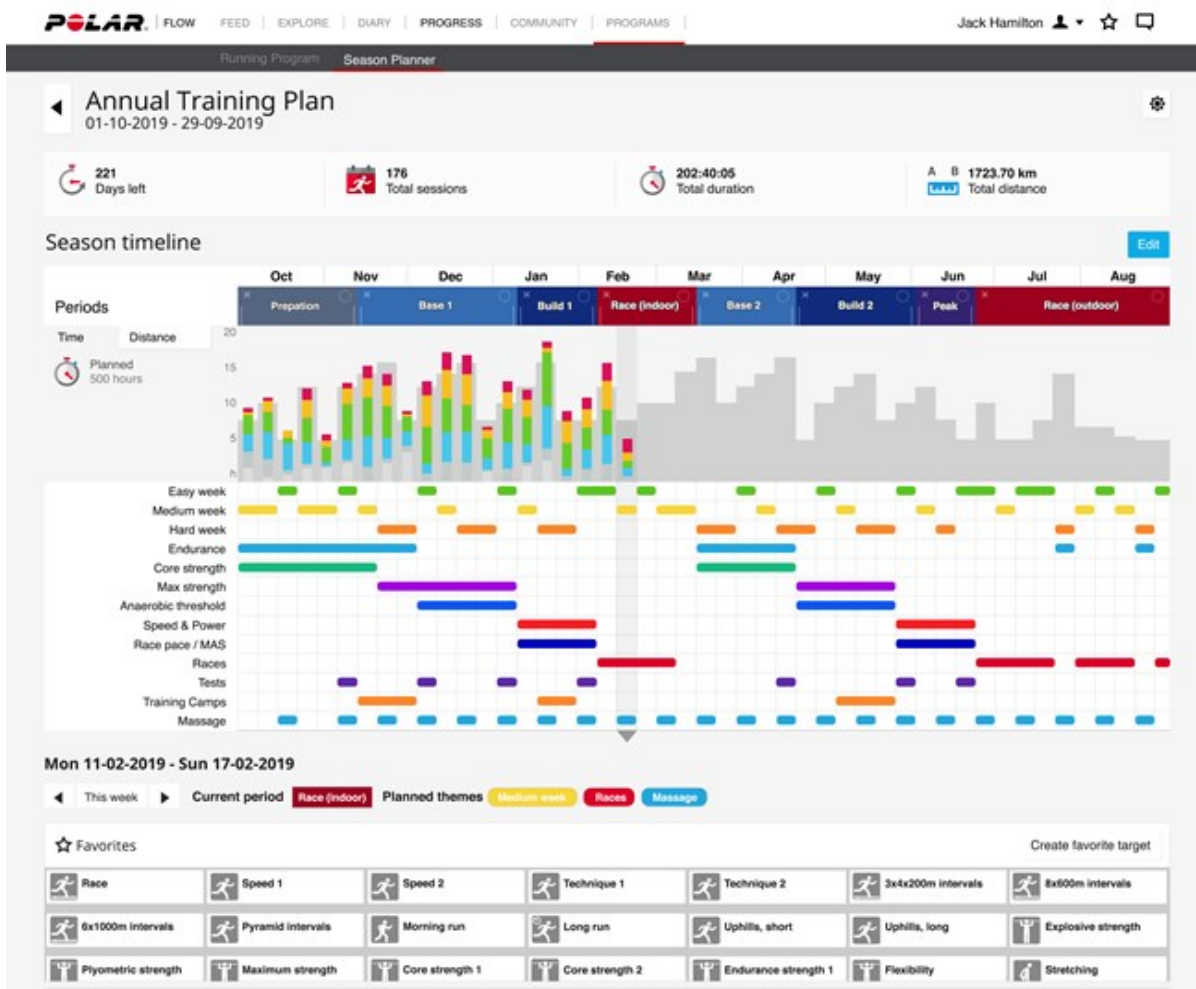 POLAR. FLOW FEED EXPLORE DIARY PROGRESS COMMUNITY PROGRAMS Jack Hamilton
Running Program Season Planner
Annual Training Plan
01-10-2019 - 29-09-2019
221 176 202:40:05 A B 1723.70 km
Days left Total sessions Total duration Total distance
Season timeline Edit
Oct Nov Dec Jan Feb Mar Apr May Jun Jul Aug
Periods Prepation Base 1 Build 1 Race (indoor) Base 2 Build 2 Peak Race (outdoor)
Time Distance 20
Planned
500 hours
15
10
5
h
Easy week
Medium week
Hard week
Endurance
Core strength
Max strength
Anaerobic threshold
Speed & Power
Race pace / MAS
Races
Tests
Training Camps
Massage
Mon 11-02-2019 - Sun 17-02-2019
This week Current period Race (indoor) Planned themes Medium week Races Massage
Favorites Create favorite target
Race Speed 1 Speed 2 Technique 1 Technique 2 3x4x200m intervals 8x600m intervals
6x1000m intervals Pyramid intervals Morning run Long run Uphills, short Uphills, long Explosive strength
Plyometric strength Maximum strength Core strength 1 Core strength 2 Endurance strength 1 Flexibility Stretching